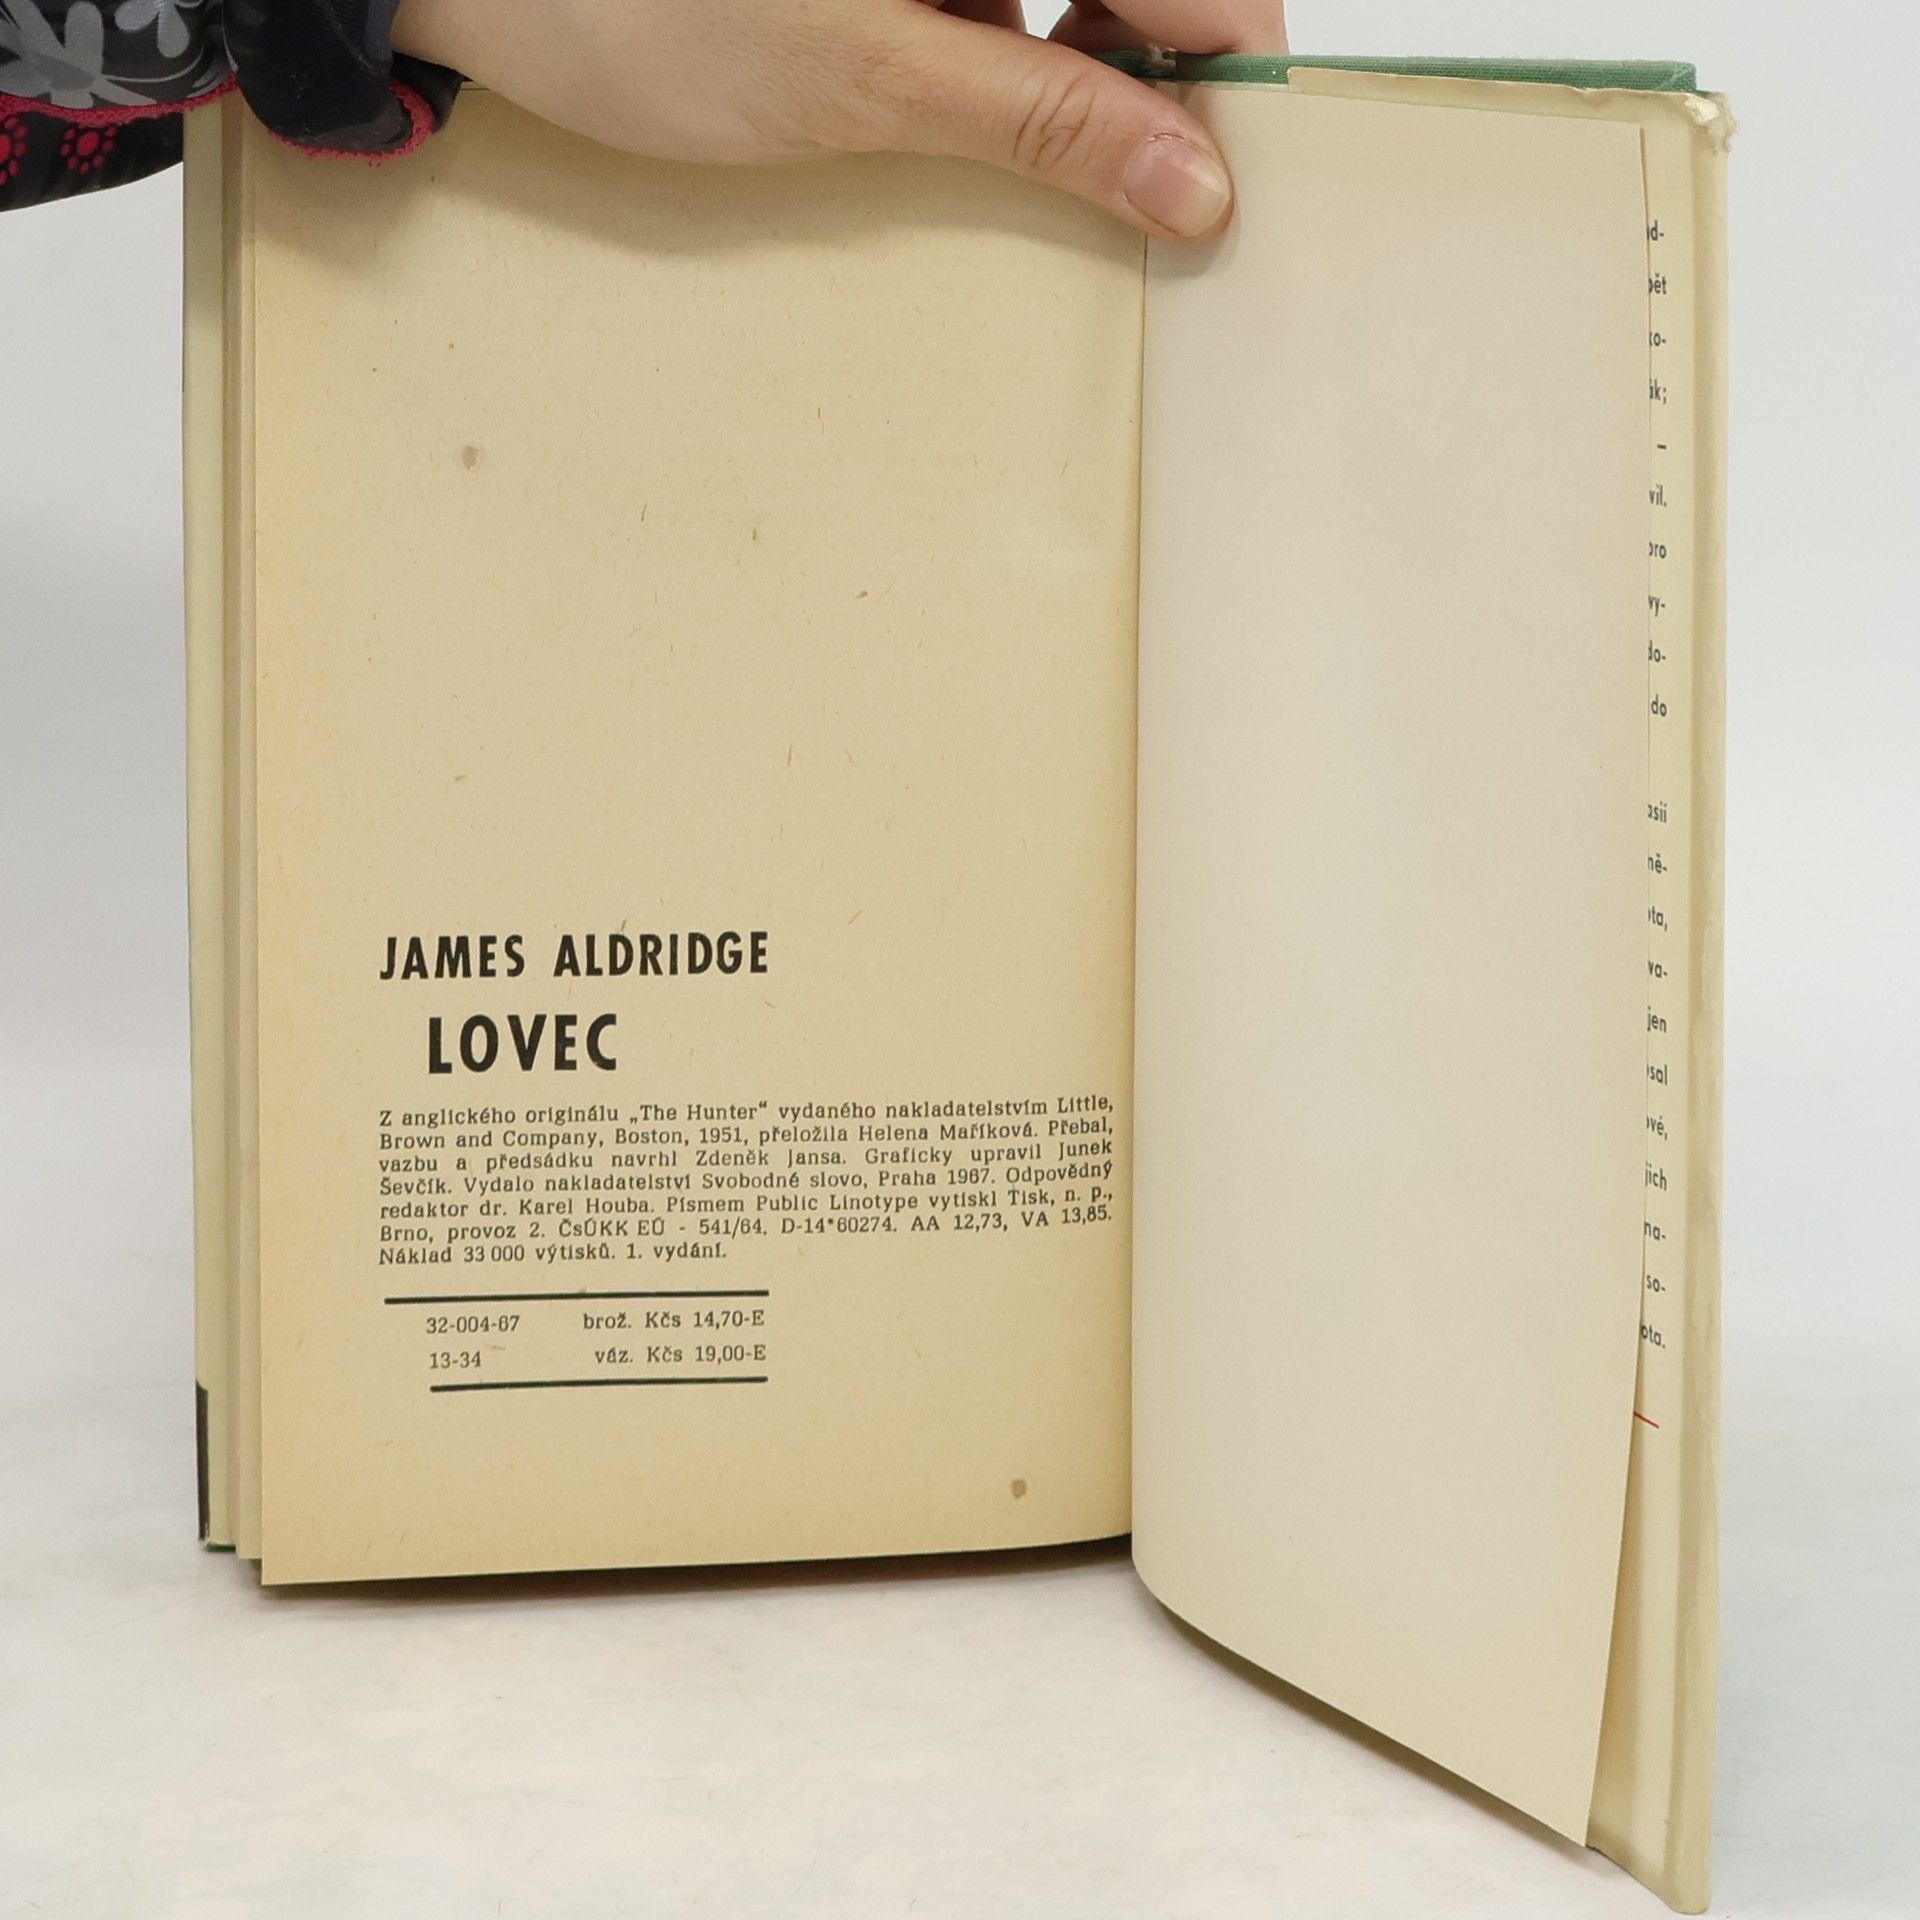 JAMES ALDRIDGE
LOVEC
Z anglického originálu „The Hunter“ vydaného nakladatelstvím Little,
Brown and Company, Boston, 1951, přeložila Helena Maříková. Přebal,
vazbu a předsádku navrhl Zdeněk Jansa. Graficky upravil Junek
Ševčík. Vydalo nakladatelství Svobodné slovo, Praha 1967. Odpovědný
redaktor dr. Karel Houba. Písmem Public Linotype vytiskl Tisk, n. p.,
Brno, provoz 2. ČsÚKK EÚ - 541/64. D-14*60274. AA 12,73, VA 13,85.
Náklad 33 000 výtisků. 1. vydání.
32-004-67 brož. Kčs 14,70-E
13-34 váz. Kčs 19,00-E
do
jen
so-